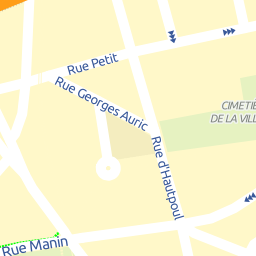 Rue Petit
Rue Georges Auric
CIMETIE
DE LA VILL
Rue d'Hautpoul
Rue Manin